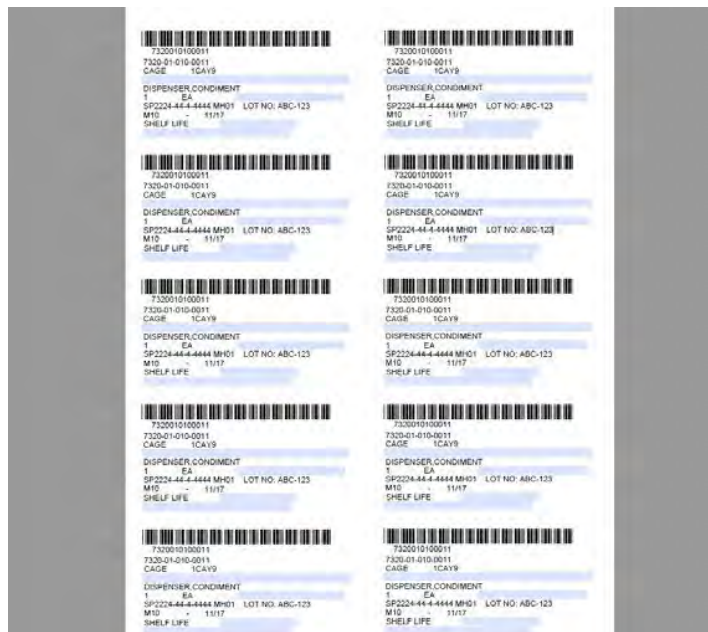 7320010100011
7320-01-010-0011
CAGE 1CAY9
DISPENSER,CONDIMENT
1 EA
SP2224-44-4-4444 MH01 LOT NO: ABC-123
M10 - 11/17
SHELF LIFE
7320010100011
7320-01-010-0011
CAGE 1CAY9
DISPENSER,CONDIMENT
1 EA
SP2224-44-4-4444 MH01 LOT NO: ABC-123
M10 - 11/17
SHELF LIFE
7320010100011
7320-01-010-0011
CAGE 1CAY9
DISPENSER,CONDIMENT
1 EA
SP2224-44-4-4444 MH01 LOT NO: ABC-123
M10 - 11/17
SHELF LIFE
7320010100011
7320-01-010-0011
CAGE 1CAY9
DISPENSER,CONDIMENT
1 EA
SP2224-44-4-4444 MH01 LOT NO: ABC-123
M10 - 11/17
SHELF LIFE
7320010100011
7320-01-010-0011
CAGE 1CAY9
DISPENSER,CONDIMENT
1 EA
SP2224-44-4-4444 MH01 LOT NO: ABC-123
M10 - 11/17
SHELF LIFE
7320010100011
7320-01-010-0011
CAGE 1CAY9
DISPENSER,CONDIMENT
1 EA
SP2224-44-4-4444 MH01 LOT NO: ABC-123
M10 - 11/17
SHELF LIFE
7320010100011
7320-01-010-0011
CAGE 1CAY9
DISPENSER,CONDIMENT
1 EA
SP2224-44-4-4444 MH01 LOT NO: ABC-123
M10 - 11/17
SHELF LIFE
7320010100011
7320-01-010-0011
CAGE 1CAY9
DISPENSER,CONDIMENT
1 EA
SP2224-44-4-4444 MH01 LOT NO: ABC-123
M10 - 11/17
SHELF LIFE
7320010100011
7320-01-010-0011
CAGE 1CAY9
DISPENSER,CONDIMENT
1 EA
SP2224-44-4-4444 MH01 LOT NO: ABC-123
M10 - 11/17
SHELF LIFE
7320010100011
7320-01-010-0011
CAGE 1CAY9
DISPENSER,CONDIMENT
1 EA
SP2224-44-4-4444 MH01 LOT NO: ABC-123
M10 - 11/17
SHELF LIFE